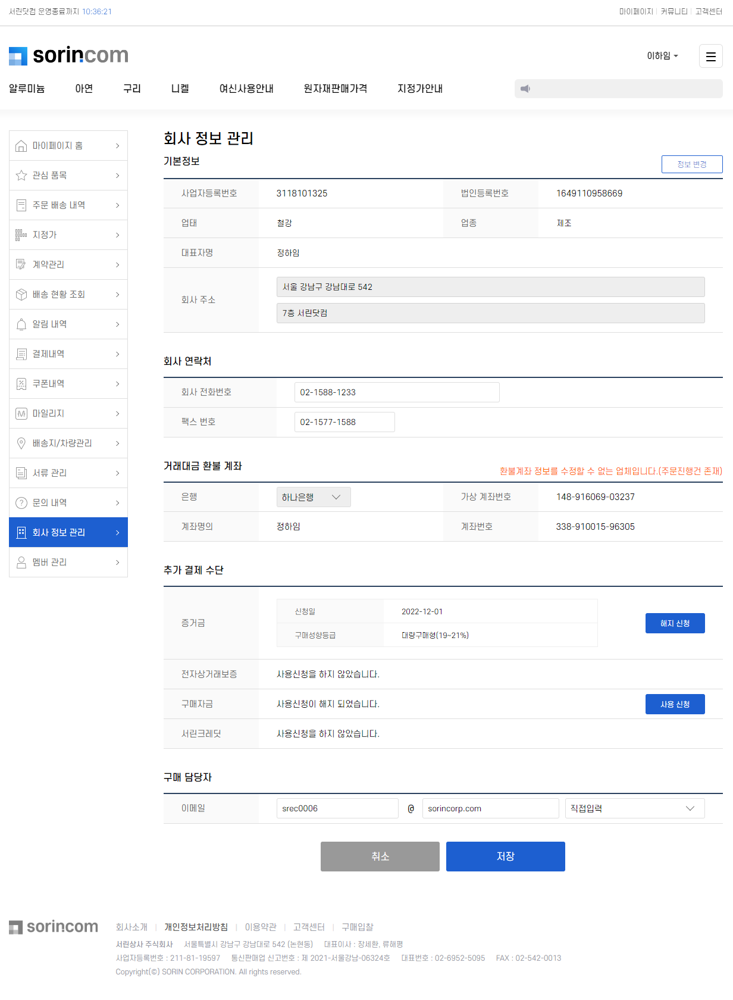 서린닷컴 운영종료까지 10:36:21
마이페이지 커뮤니티 고객센터
sorincom
이하임
알루미늄 아연 구리 니켈 여신사용안내 원자재판매가격 지정가안내
마이페이지 홈
관심 품목
주문 배송 내역
지정가
계약관리
배송 현황 조회
알림 내역
결제내역
쿠폰내역
마일리지
배송지/차량관리
서류 관리
문의 내역
회사 정보 관리
멤버 관리
회사 정보 관리
기본정보
정보 변경
사업자등록번호 3118101325 법인등록번호 1649110958669
업태 철강 업종 제조
대표자명 정하임
회사 주소
서울 강남구 강남대로 542
7층 서린닷컴
회사 연락처
회사 전화번호 02-1588-1233
팩스 번호 02-1577-1588
거래대금 환불 계좌
환불계좌 정보를 수정할 수 없는 업체입니다.(주문진행건 존재)
은행 하나은행 가상 계좌번호 148-916069-03237
계좌명의 정하임 계좌번호 338-910015-96305
추가 결제 수단
증거금
신청일 2022-12-01
구매성향등급 대량구매형(19~21%)
해지 신청
전자상거래보증 사용신청을 하지 않았습니다.
구매자금 사용신청이 해지 되었습니다. 사용 신청
서린크레딧 사용신청을 하지 않았습니다.
구매 담당자
이메일 srec0006 @ sorincorp.com 직접입력
취소 저장
sorincom
회사소개 개인정보처리방침 이용약관 고객센터 구매입찰
서린상사 주식회사 서울특별시 강남구 강남대로 542 (논현동) 대표이사 : 장세환, 류해평
사업자등록번호 : 211-81-19597 통신판매업 신고번호 : 제 2021-서울강남-06324호 대표번호 : 02-6952-5095 FAX : 02-542-0013
Copyright(©) SORIN CORPORATION. All rights reserved.